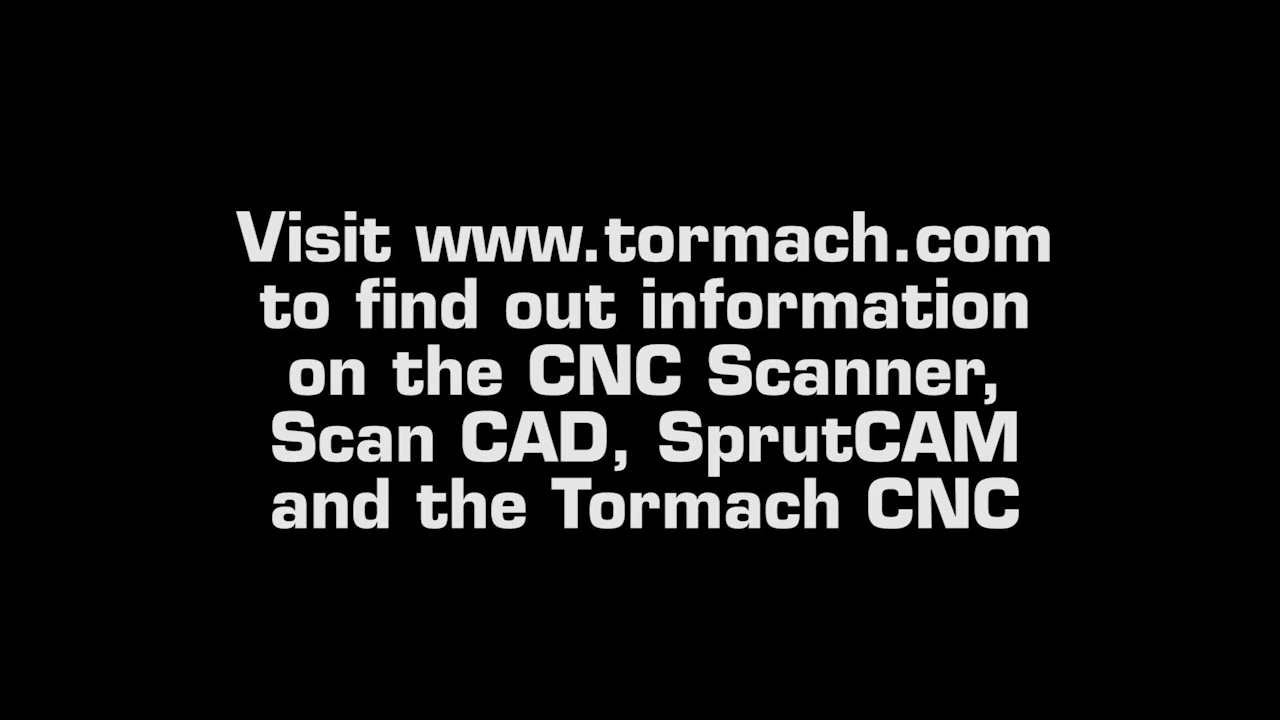 Visit www.tormach.com
to find out information
on the CNC Scanner,
Scan CAD, SprutCAM
and the Tormach CNC